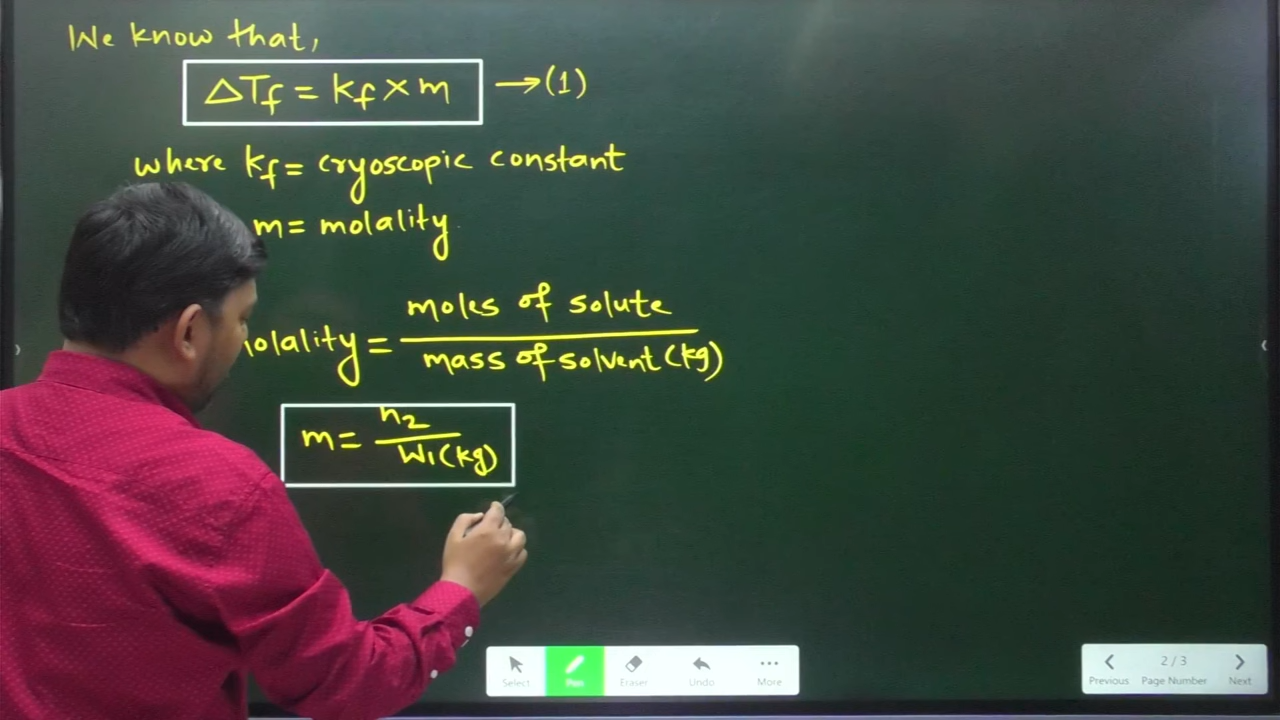 We know that,
ΔTf = kf × m → (1)
where kf = cryoscopic constant
m = molality
olality = moles of solute / mass of solvent (kg)
m = n2 / W1(kg)
Select Pen Eraser Undo More
Previous 2 / 3 Page Number Next